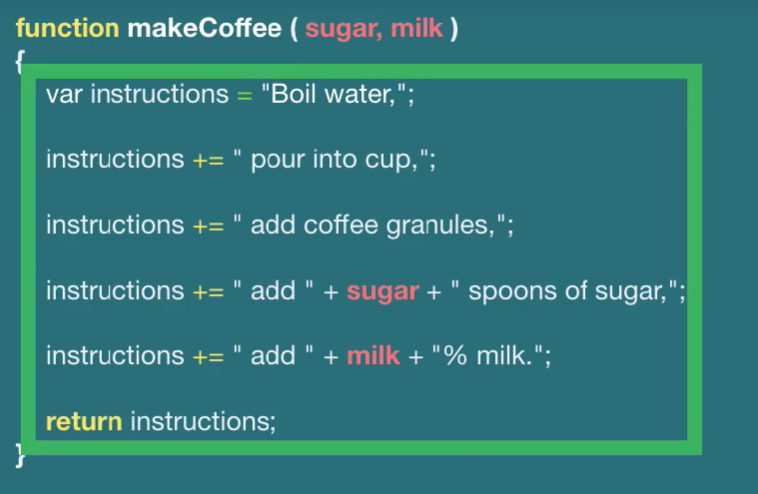 function makeCoffee ( sugar, milk )
{
var instructions = "Boil water,";
instructions += " pour into cup,";
instructions += " add coffee granules,";
instructions += " add " + sugar + " spoons of sugar,";
instructions += " add " + milk + "% milk.";
return instructions;
}